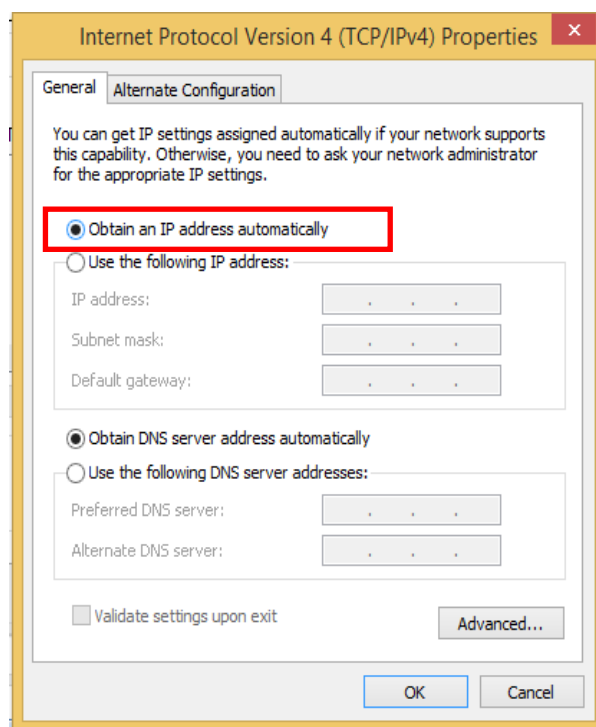 Internet Protocol Version 4 (TCP/IPv4) Properties
General
Alternate Configuration
You can get IP settings assigned automatically if your network supports
this capability. Otherwise, you need to ask your network administrator
for the appropriate IP settings.
Obtain an IP address automatically
Use the following IP address:
IP address:
Subnet mask:
Default gateway:
Obtain DNS server address automatically
Use the following DNS server addresses:
Preferred DNS server:
Alternate DNS server:
Validate settings upon exit
Advanced...
OK
Cancel